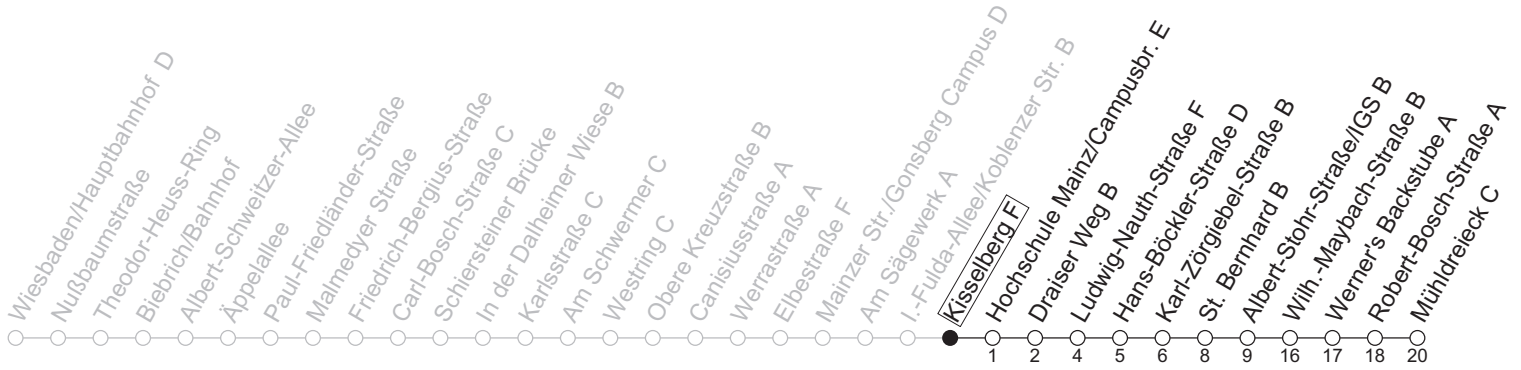 Wiesbaden/Hauptbahnhof D
Nußbaumstraße
Theodor-Heuss-Ring
Biebrich/Bahnhof
Albert-Schweitzer-Allee
Äppelallee
Paul-Friedländer-Straße
Malmedyer Straße
Friedrich-Bergius-Straße
Carl-Bosch-Straße C
Schiersteiner Brücke
In der Dalheimer Wiese B
Karlsstraße C
Am Schwermer C
Westring C
Obere Kreuzstraße B
Canisiusstraße A
Werrastraße A
Elbestraße F
Mainzer Str./Gonsberg Campus D
Am Sägewerk A
I.-Fulda-Allee/Koblenzer Str. B
Kisselberg F
Hochschule Mainz/Campusbr. E
Draiser Weg B
Ludwig-Nauth-Straße F
Hans-Böckler-Straße D
Karl-Zörgiebel-Straße B
St. Bernhard B
Albert-Stohr-Straße/IGS B
Wilh.-Maybach-Straße B
Werner's Backstube A
Robert-Bosch-Straße A
Mühldreieck C
1 2 4 5 6 8 9 16 17 18 20